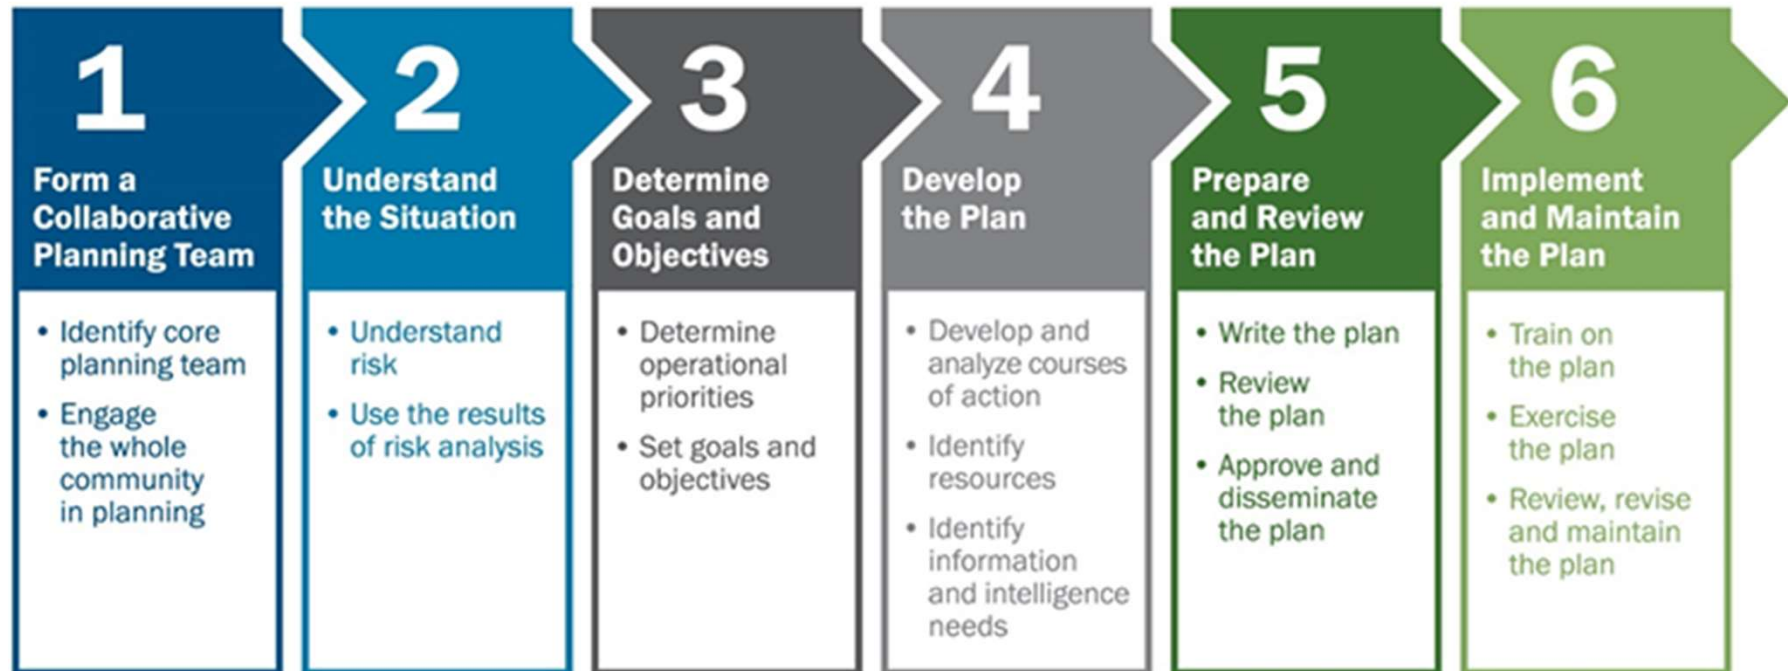 1
Form a
Collaborative
Planning Team
• Identify core
planning team
• Engage
the whole
community
in planning
2
Understand
the Situation
• Understand
risk
• Use the results
of risk analysis
3
Determine
Goals and
Objectives
• Determine
operational
priorities
• Set goals and
objectives
4
Develop
the Plan
• Develop and
analyze courses
of action
• Identify
resources
• Identify
information
and intelligence
needs
5
Prepare
and Review
the Plan
• Write the plan
• Review
the plan
• Approve and
disseminate
the plan
6
Implement
and Maintain
the Plan
• Train on
the plan
• Exercise
the plan
• Review, revise
and maintain
the plan